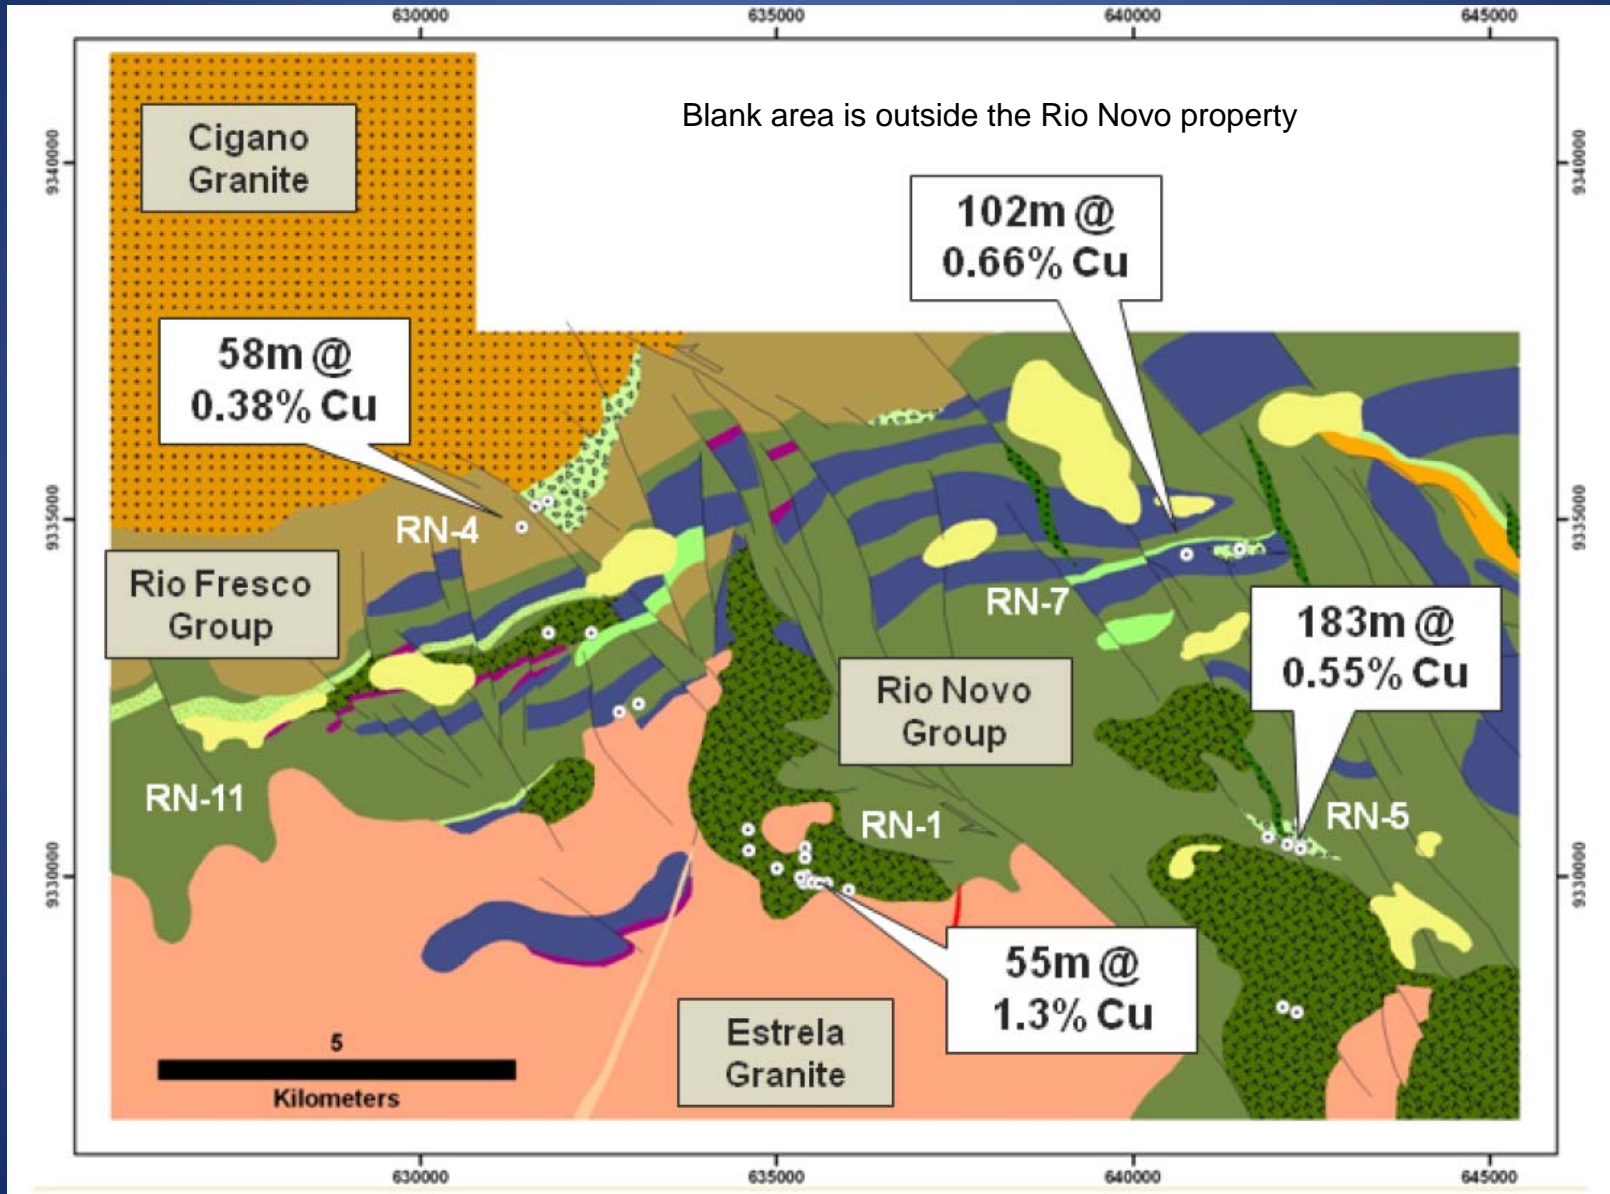 630000
635000
640000
645000
Blank area is outside the Rio Novo property
Cigano
Granite
9340000
9340000
102m @
0.66% Cu
58m @
0.38% Cu
RN-4
9335000
9335000
Rio Fresco
Group
RN-7
183m @
0.55% Cu
Rio Novo
Group
RN-11
RN-1
RN-5
9330000
9330000
55m @
1.3% Cu
Estrela
Granite
5
Kilometers
630000
635000
640000
645000